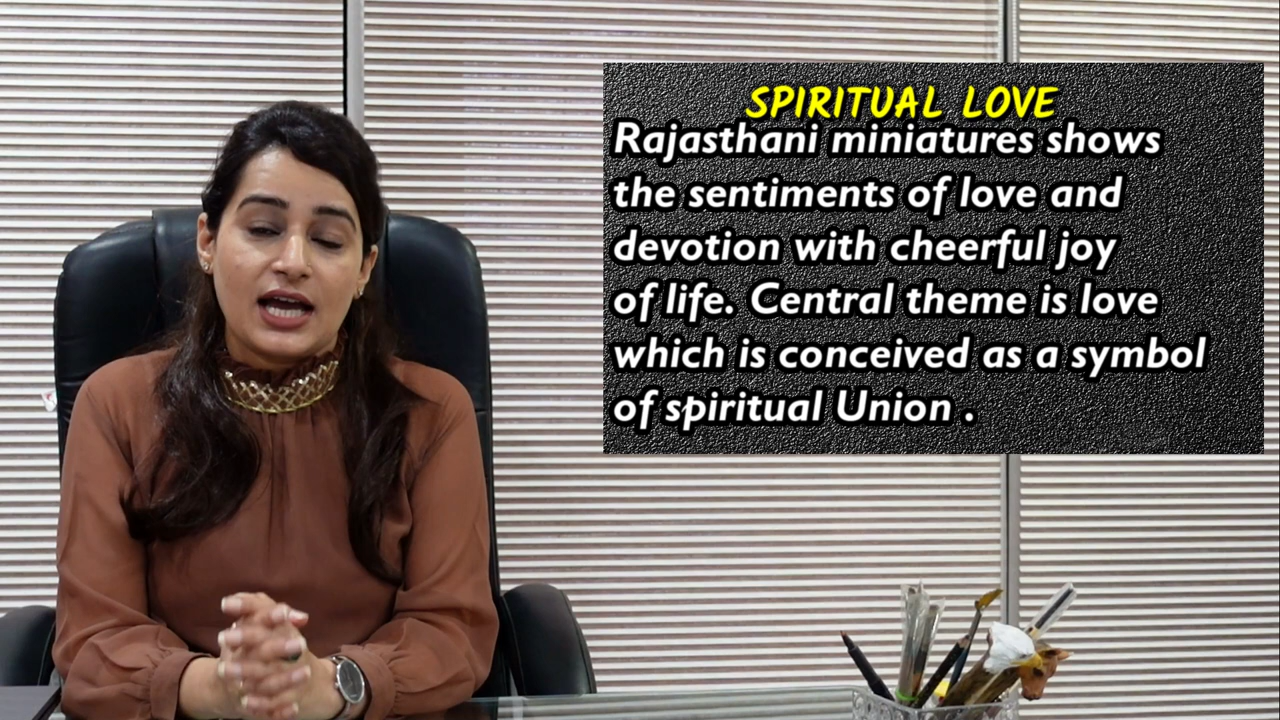 SPIRITUAL LOVE
Rajasthani miniatures shows
the sentiments of love and
devotion with cheerful joy
of life. Central theme is love
which is conceived as a symbol
of spiritual Union .